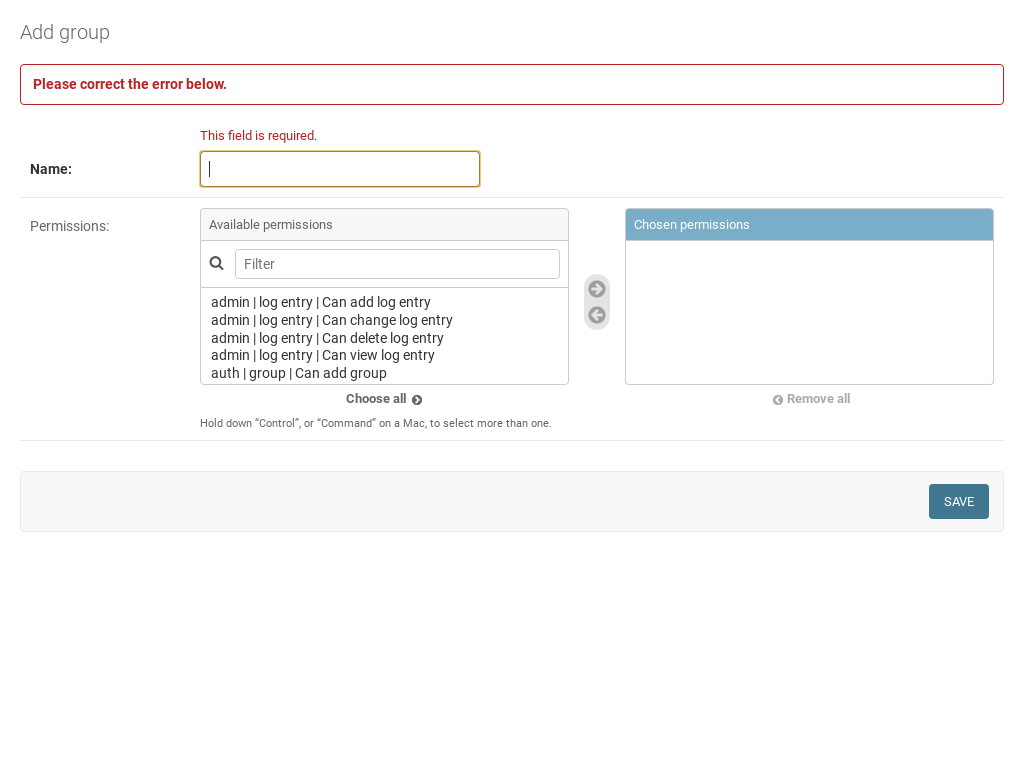 Add group
Please correct the error below.
This field is required.
Name:
Permissions:
Available permissions
Filter
admin | log entry | Can add log entry
admin | log entry | Can change log entry
admin | log entry | Can delete log entry
admin | log entry | Can view log entry
auth | group | Can add group
Choose all
Hold down “Control”, or “Command” on a Mac, to select more than one.
Chosen permissions
Remove all
SAVE